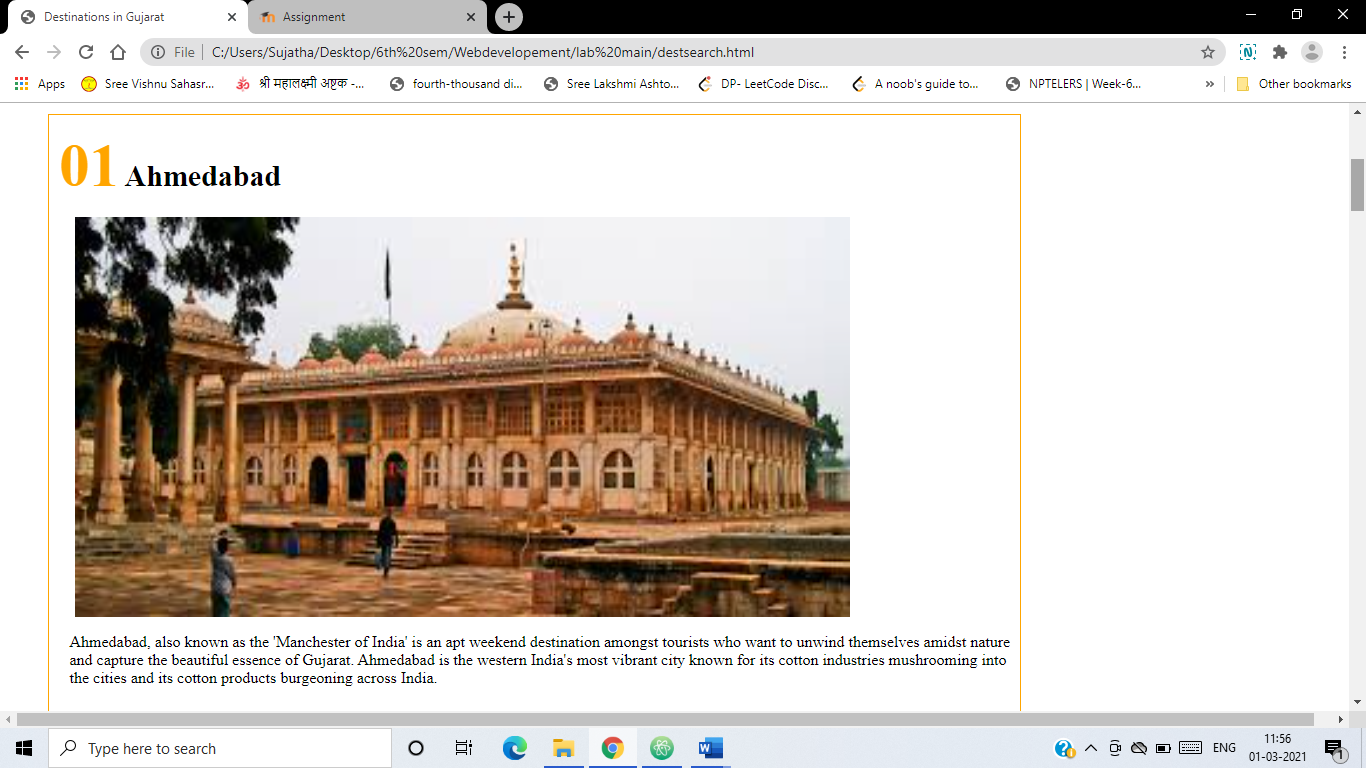 Destinations in Gujarat
Assignment
File
C:/Users/Sujatha/Desktop/6th%20sem/Webdevelopement/lab%20main/destsearch.html
Apps
Sree Vishnu Sahasr...
श्री महालक्ष्मी अष्टक -...
fourth-thousand di...
Sree Lakshmi Ashto...
DP- LeetCode Disc...
A noob's guide to...
NPTELERS | Week-6...
»
Other bookmarks
01 Ahmedabad
Ahmedabad, also known as the 'Manchester of India' is an apt weekend destination amongst tourists who want to unwind themselves amidst nature
and capture the beautiful essence of Gujarat. Ahmedabad is the western India's most vibrant city known for its cotton industries mushrooming into
the cities and its cotton products burgeoning across India.
Type here to search
ENG
11:56
01-03-2021
1